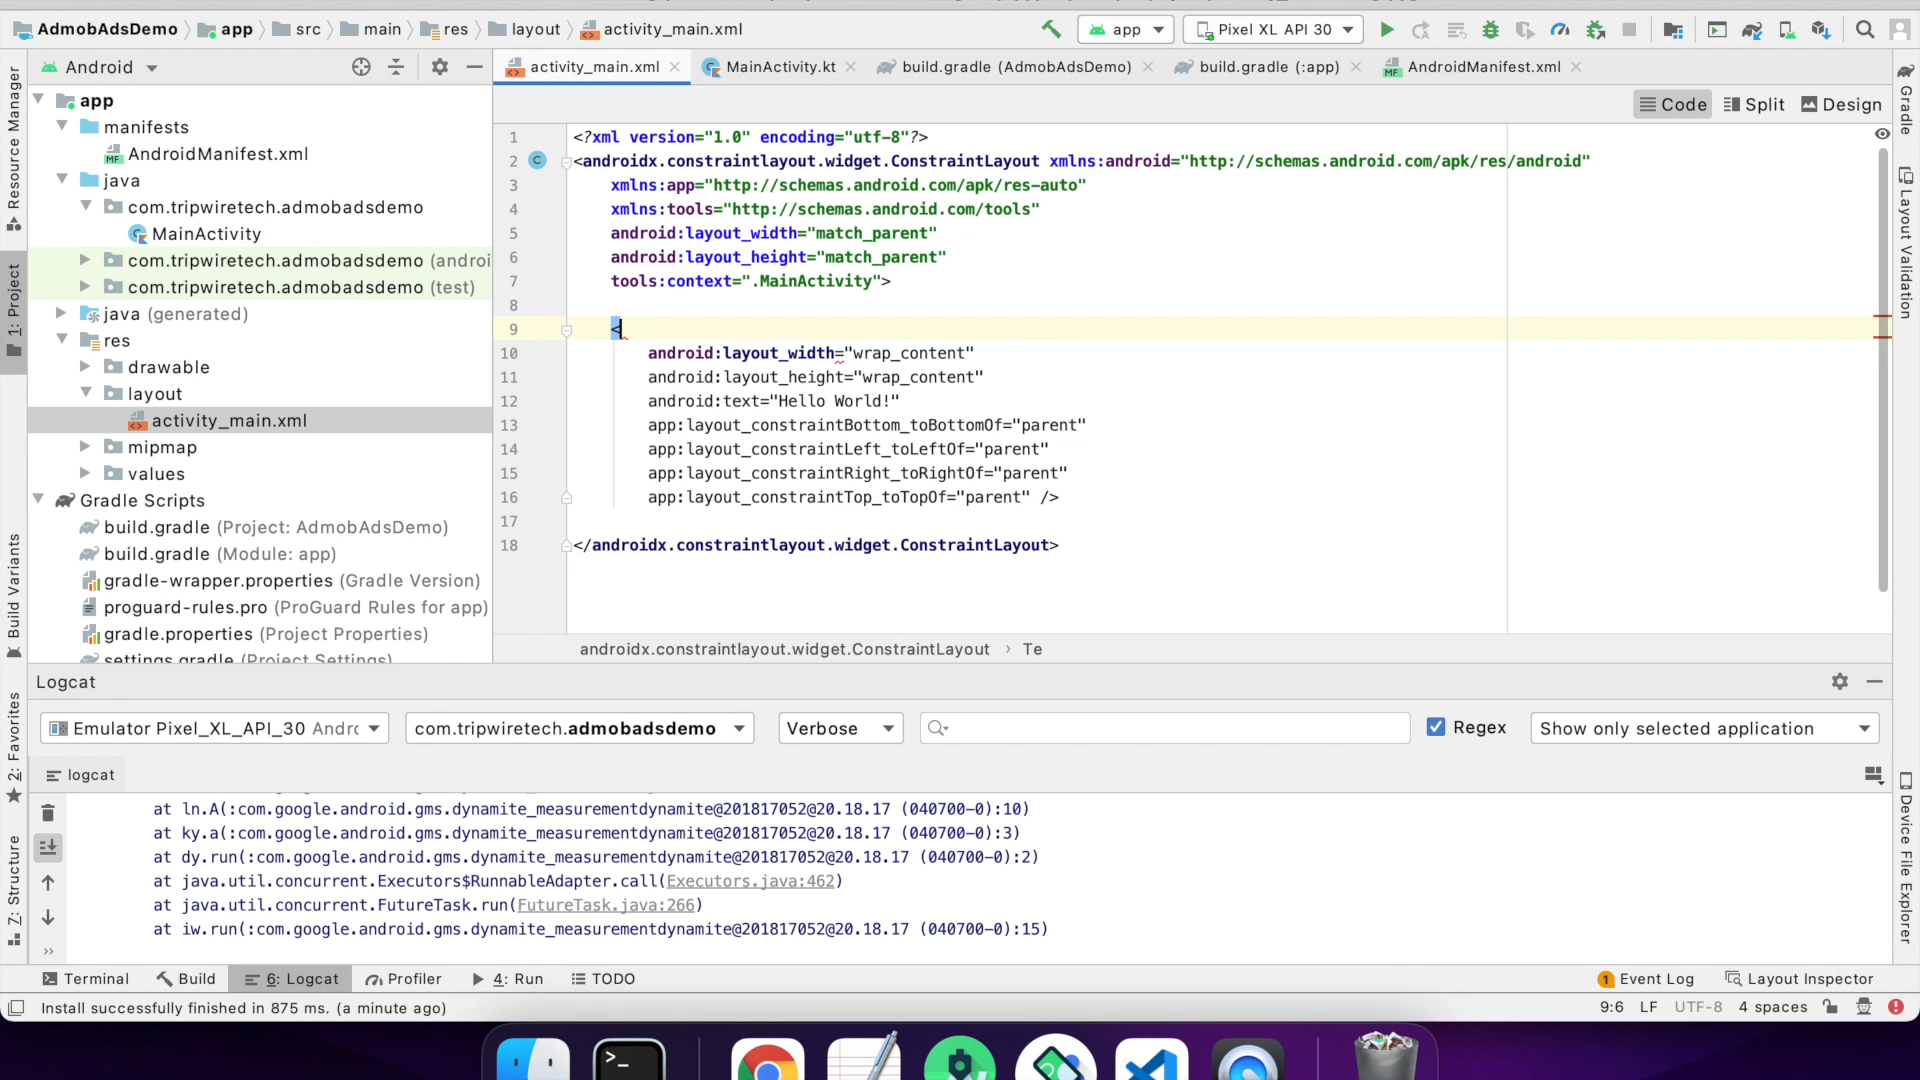 AdmobAdsDemo app src main res layout activity_main.xml app Pixel XL API 30
Android
activity_main.xml MainActivity.kt build.gradle (AdmobAdsDemo) build.gradle (:app) AndroidManifest.xml
Code Split Design
Resource Manager
1: Project
Build Variants
2: Favorites
Z: Structure
Gradle
Layout Validation
Device File Explorer
app
manifests
AndroidManifest.xml
java
com.tripwiretech.admobadsdemo
MainActivity
com.tripwiretech.admobadsdemo (androi
com.tripwiretech.admobadsdemo (test)
java (generated)
res
drawable
layout
activity_main.xml
mipmap
values
Gradle Scripts
build.gradle (Project: AdmobAdsDemo)
build.gradle (Module: app)
gradle-wrapper.properties (Gradle Version)
proguard-rules.pro (ProGuard Rules for app)
gradle.properties (Project Properties)
settings.gradle (Project Settings)
1 <?xml version="1.0" encoding="utf-8"?>
2 <androidx.constraintlayout.widget.ConstraintLayout xmlns:android="http://schemas.android.com/apk/res/android"
3 xmlns:app="http://schemas.android.com/apk/res-auto"
4 xmlns:tools="http://schemas.android.com/tools"
5 android:layout_width="match_parent"
6 android:layout_height="match_parent"
7 tools:context=".MainActivity">
8
9 <
10 android:layout_width="wrap_content"
11 android:layout_height="wrap_content"
12 android:text="Hello World!"
13 app:layout_constraintBottom_toBottomOf="parent"
14 app:layout_constraintLeft_toLeftOf="parent"
15 app:layout_constraintRight_toRightOf="parent"
16 app:layout_constraintTop_toTopOf="parent" />
17
18 </androidx.constraintlayout.widget.ConstraintLayout>
androidx.constraintlayout.widget.ConstraintLayout › Te
Logcat
Emulator Pixel_XL_API_30 Andrc com.tripwiretech.admobadsdemo Verbose Regex Show only selected application
logcat
at ln.A(:com.google.android.gms.dynamite_measurementdynamite@201817052@20.18.17 (040700-0):10)
at ky.a(:com.google.android.gms.dynamite_measurementdynamite@201817052@20.18.17 (040700-0):3)
at dy.run(:com.google.android.gms.dynamite_measurementdynamite@201817052@20.18.17 (040700-0):2)
at java.util.concurrent.Executors$RunnableAdapter.call(Executors.java:462)
at java.util.concurrent.FutureTask.run(FutureTask.java:266)
at iw.run(:com.google.android.gms.dynamite_measurementdynamite@201817052@20.18.17 (040700-0):15)
Terminal Build 6: Logcat Profiler 4: Run TODO 1 Event Log Layout Inspector
Install successfully finished in 875 ms. (a minute ago) 9:6 LF UTF-8 4 spaces